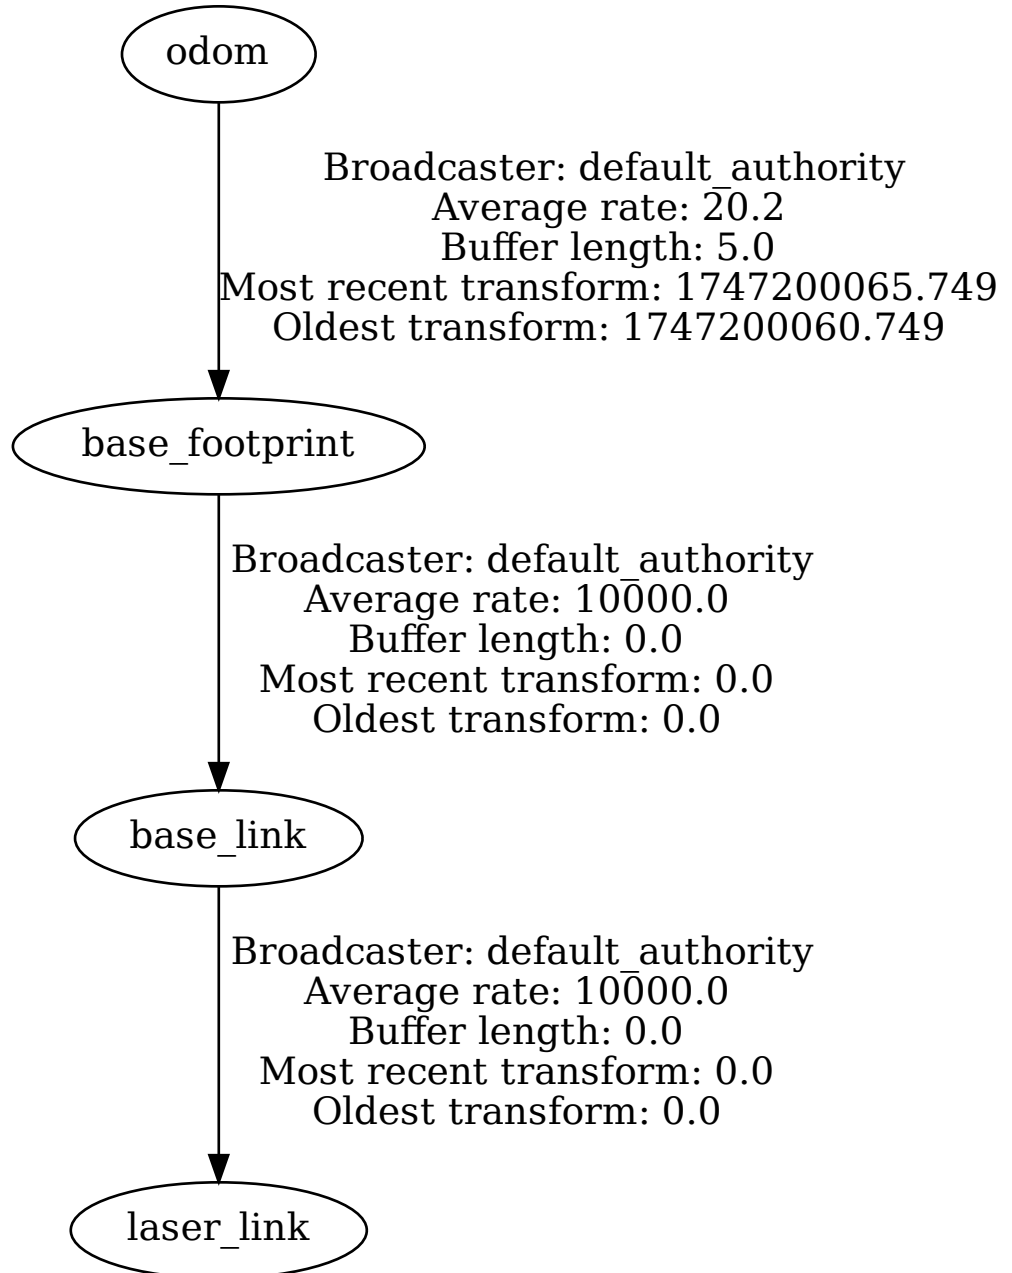 odom
Broadcaster: default_authority
Average rate: 20.2
Buffer length: 5.0
Most recent transform: 1747200065.749
Oldest transform: 1747200060.749
base_footprint
Broadcaster: default_authority
Average rate: 10000.0
Buffer length: 0.0
Most recent transform: 0.0
Oldest transform: 0.0
base_link
Broadcaster: default_authority
Average rate: 10000.0
Buffer length: 0.0
Most recent transform: 0.0
Oldest transform: 0.0
laser_link